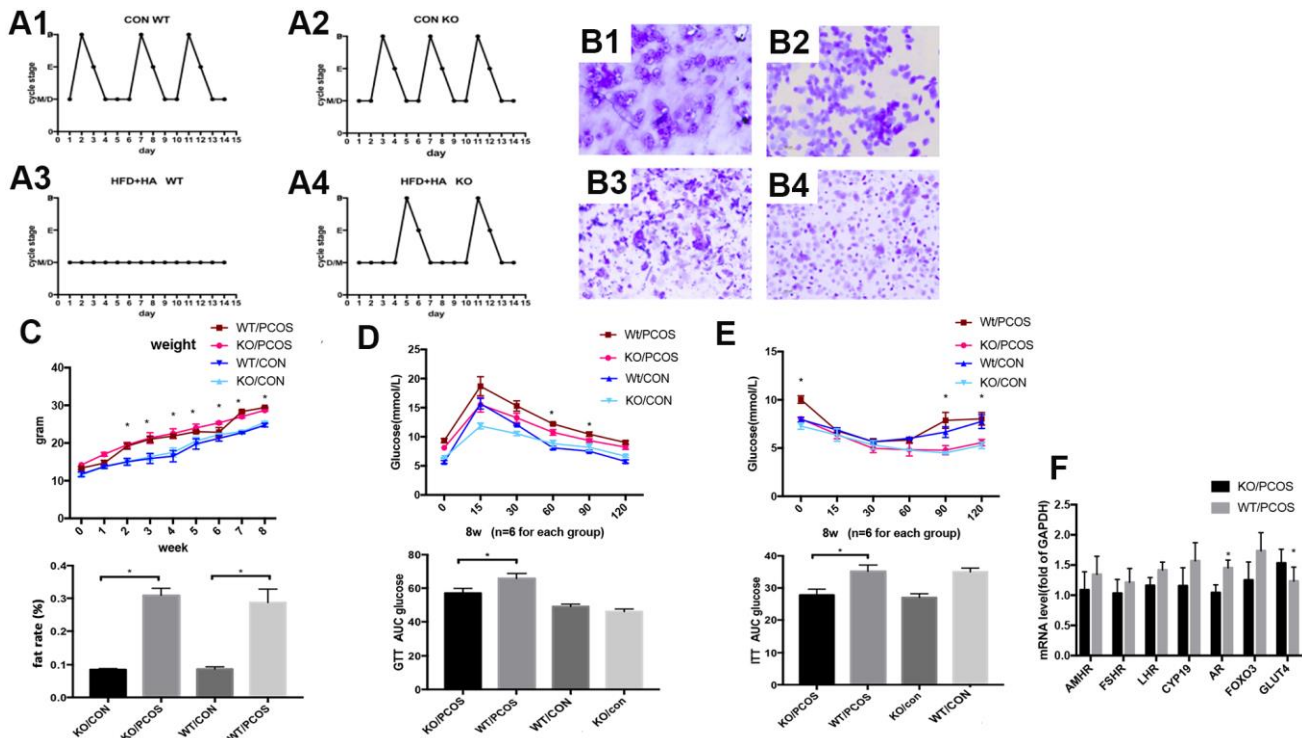 A1
CON WT
cycle stage
E
M/D
0
0 1 2 3 4 5 6 7 8 9 10 11 12 13 14 15
day
A2
CON KO
cycle stage
E
M/D
0
0 1 2 3 4 5 6 7 8 9 10 11 12 13 14 15
day
B1
B2
A3
HFD+HA WT
cycle stage
E
M/D
0
0 1 2 3 4 5 6 7 8 9 10 11 12 13 14 15
day
A4
HFD+HA KO
cycle stage
E
0
0 1 2 3 4 5 6 7 8 9 10 11 12 13 14 15
day
B3
B4
C
weight
WT/PCOS
KO/PCOS
WT/CON
KO/CON
gram
40
30
20
10
0
* * * * * * *
0 1 2 3 4 5 6 7 8
week
fat rate (%)
0.4
0.3
0.2
0.1
0.0
* *
KO/CON
KO/PCOS
WT/CON
WT/PCOS
D
Wt/PCOS
KO/PCOS
Wt/CON
KO/CON
Glucose(mmol/L)
25
20
15
10
5
0
* *
0 15 30 60 90 120
8w (n=6 for each group)
GTT AUC glucose
80
60
40
20
0
*
KO/PCOS
WT/PCOS
WT/CON
KO/con
E
Wt/PCOS
KO/PCOS
Wt/CON
KO/CON
Glucose(mmol/L)
15
10
5
0
* * *
0 15 30 60 90 120
8w (n=6 for each group)
ITT AUC glucose
40
30
20
10
0
*
KO/PCOS
WT/PCOS
KO/con
WT/CON
F
KO/PCOS
WT/PCOS
mRNA level(fold of GAPDH)
2.5
2.0
1.5
1.0
0.5
0.0
* *
AMHR
FSHR
LHR
CYP19
AR
FOXO3
GLUT4